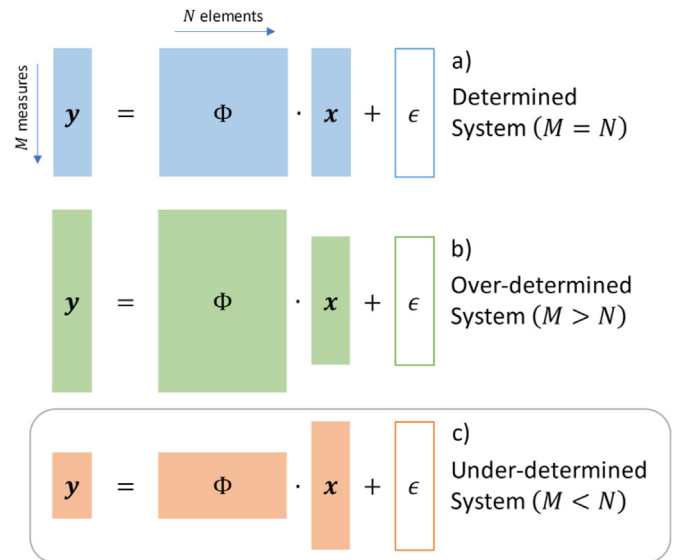 N elements
M measures
a)
y = Φ · x + ϵ
Determined
System (M = N)
b)
y = Φ · x + ϵ
Over-determined
System (M > N)
c)
y = Φ · x + ϵ
Under-determined
System (M < N)